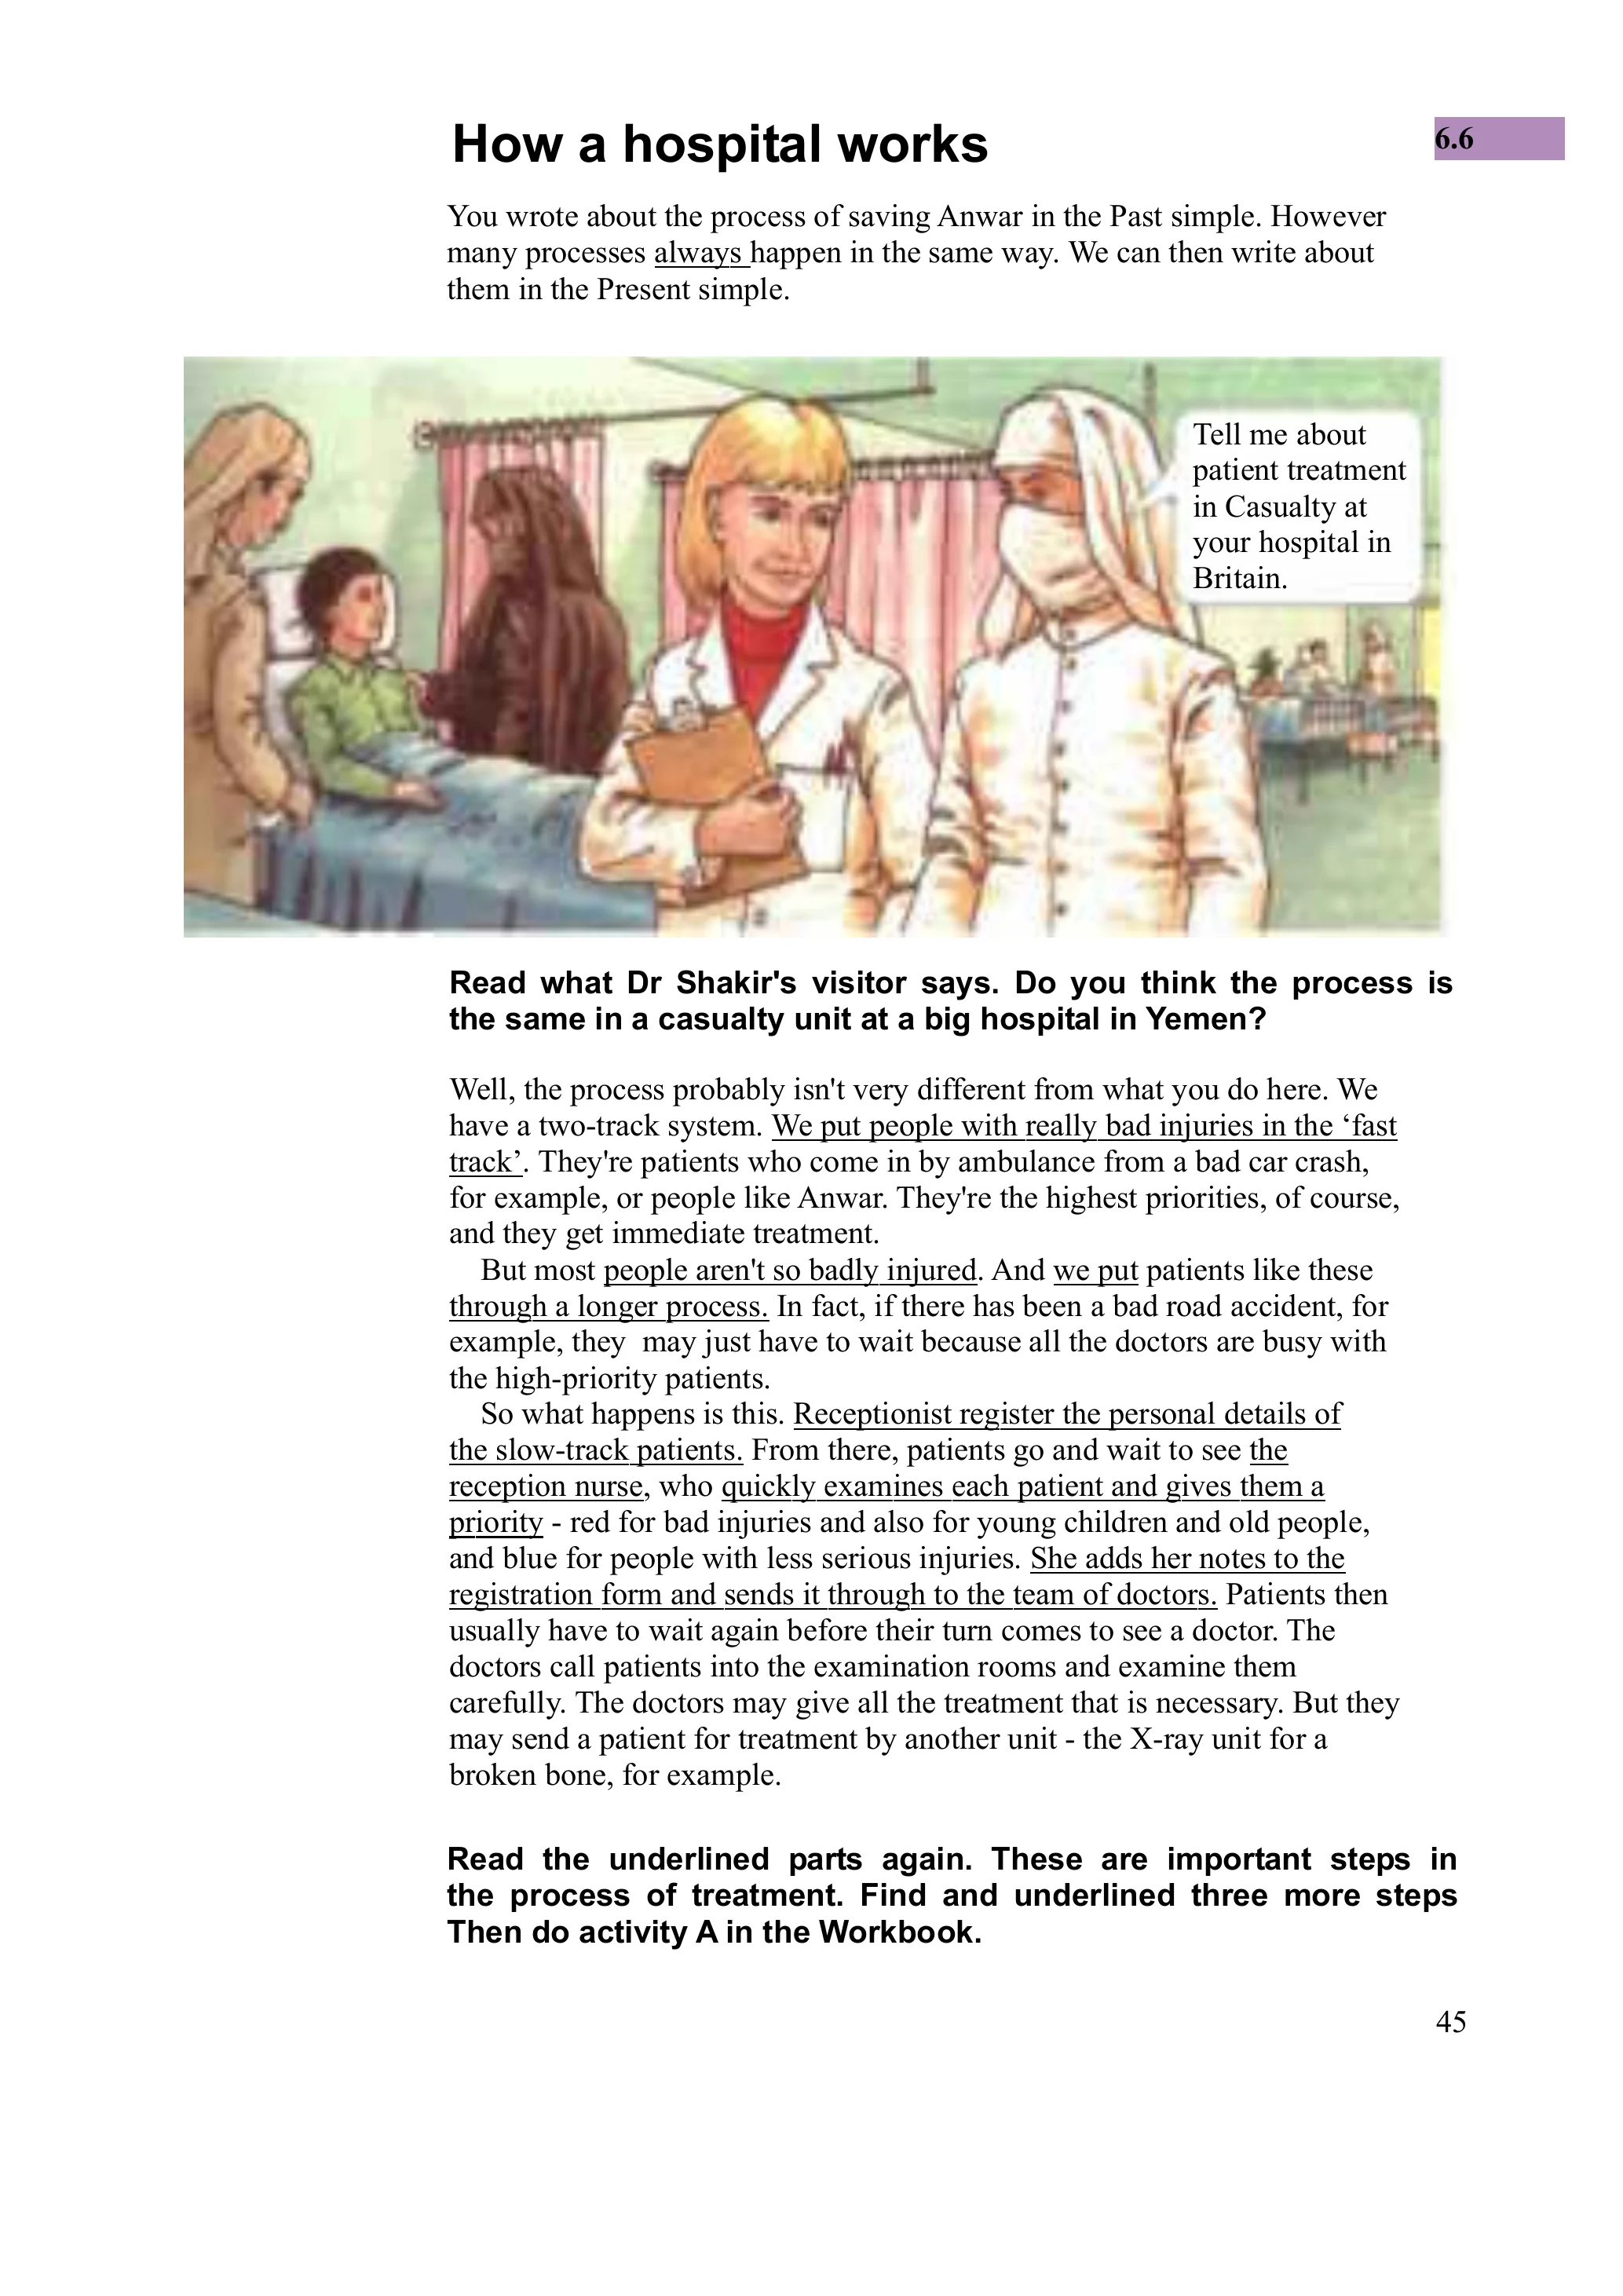 How a hospital works
6.6
You wrote about the process of saving Anwar in the Past simple. However
many processes always happen in the same way. We can then write about
them in the Present simple.
Tell me about
patient treatment
in Casualty at
your hospital in
Britain.
Read what Dr Shakir's visitor says. Do you think the process is
the same in a casualty unit at a big hospital in Yemen?
Well, the process probably isn't very different from what you do here. We
have a two-track system. We put people with really bad injuries in the ‘fast
track’. They're patients who come in by ambulance from a bad car crash,
for example, or people like Anwar. They're the highest priorities, of course,
and they get immediate treatment.
But most people aren't so badly injured. And we put patients like these
through a longer process. In fact, if there has been a bad road accident, for
example, they  may just have to wait because all the doctors are busy with
the high-priority patients.
So what happens is this. Receptionist register the personal details of
the slow-track patients. From there, patients go and wait to see the
reception nurse, who quickly examines each patient and gives them a
priority - red for bad injuries and also for young children and old people,
and blue for people with less serious injuries. She adds her notes to the
registration form and sends it through to the team of doctors. Patients then
usually have to wait again before their turn comes to see a doctor. The
doctors call patients into the examination rooms and examine them
carefully. The doctors may give all the treatment that is necessary. But they
may send a patient for treatment by another unit - the X-ray unit for a
broken bone, for example.
Read the underlined parts again. These are important steps in
the process of treatment. Find and underlined three more steps
Then do activity A in the Workbook.
45